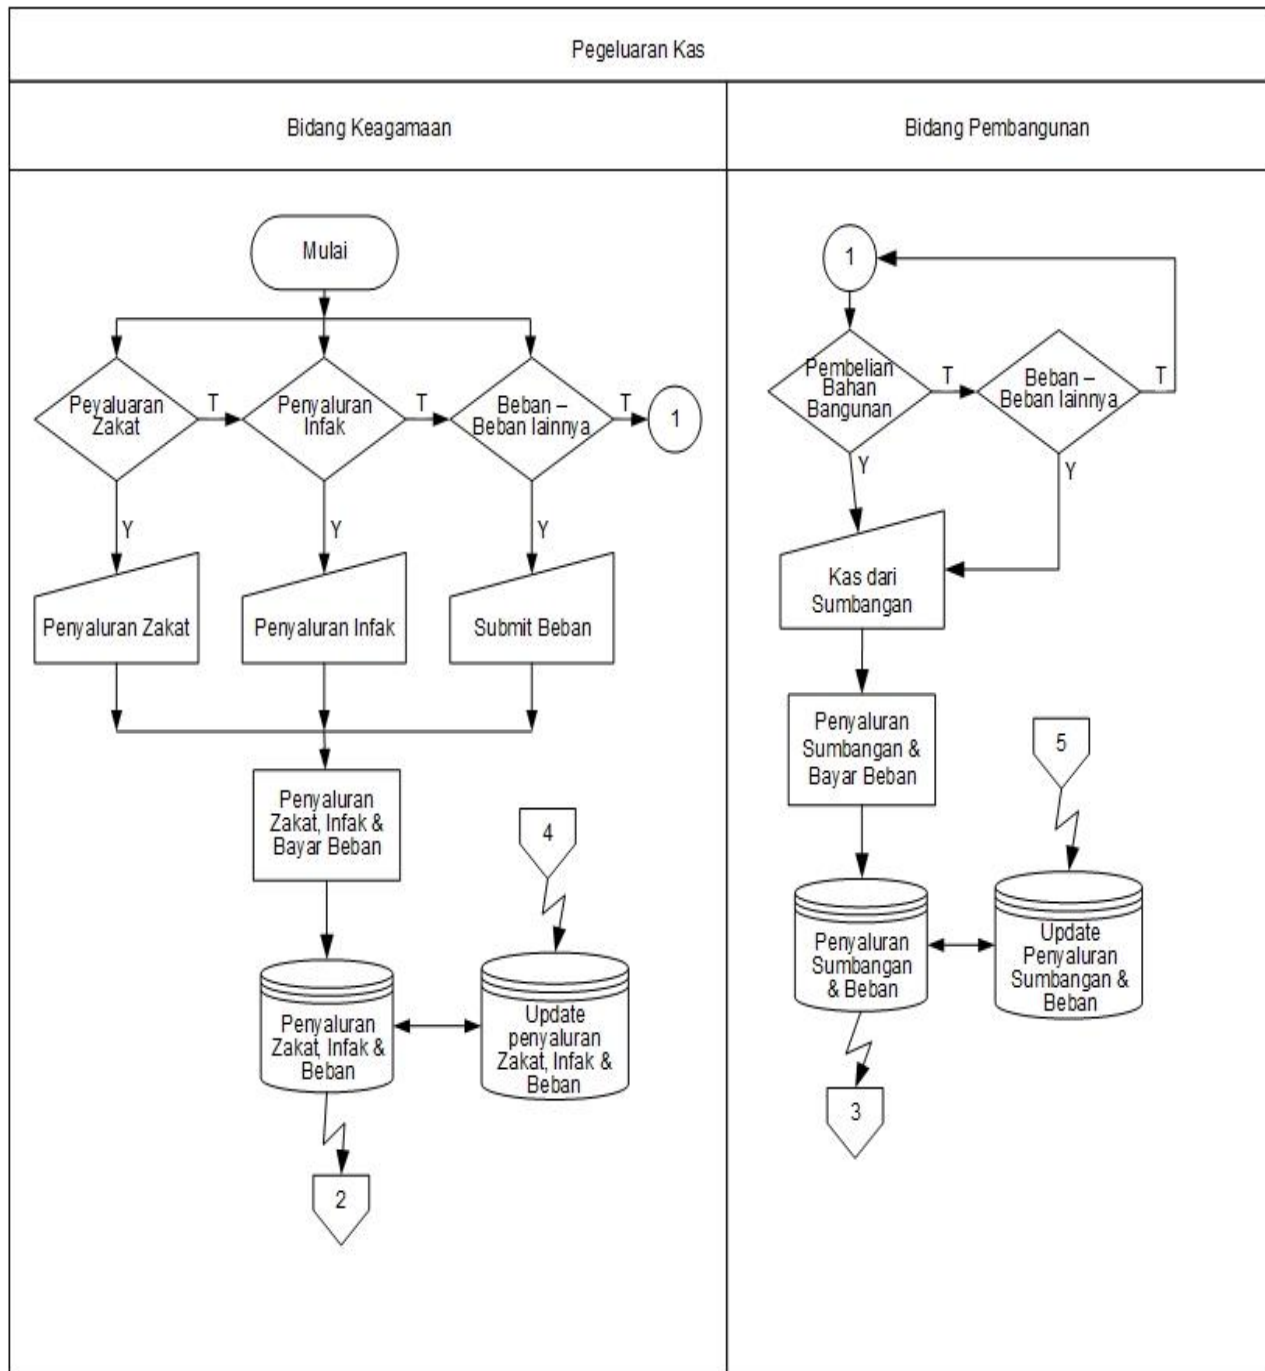 Pegeluaran Kas
Bidang Keagamaan
Bidang Pembangunan
Mulai
Peyaluaran
Zakat
T
Penyaluran
Infak
T
Beban –
Beban lainnya
T
1
Y
Y
Y
Penyaluran Zakat
Penyaluran Infak
Submit Beban
Penyaluran
Zakat, Infak &
Bayar Beban
4
Penyaluran
Zakat, Infak &
Beban
Update
penyaluran
Zakat, Infak &
Beban
2
1
Pembelian
Bahan
Bangunan
T
Beban –
Beban lainnya
T
Y
Y
Kas dari
Sumbangan
Penyaluran
Sumbangan &
Bayar Beban
5
Penyaluran
Sumbangan
& Beban
Update
Penyaluran
Sumbangan &
Beban
3